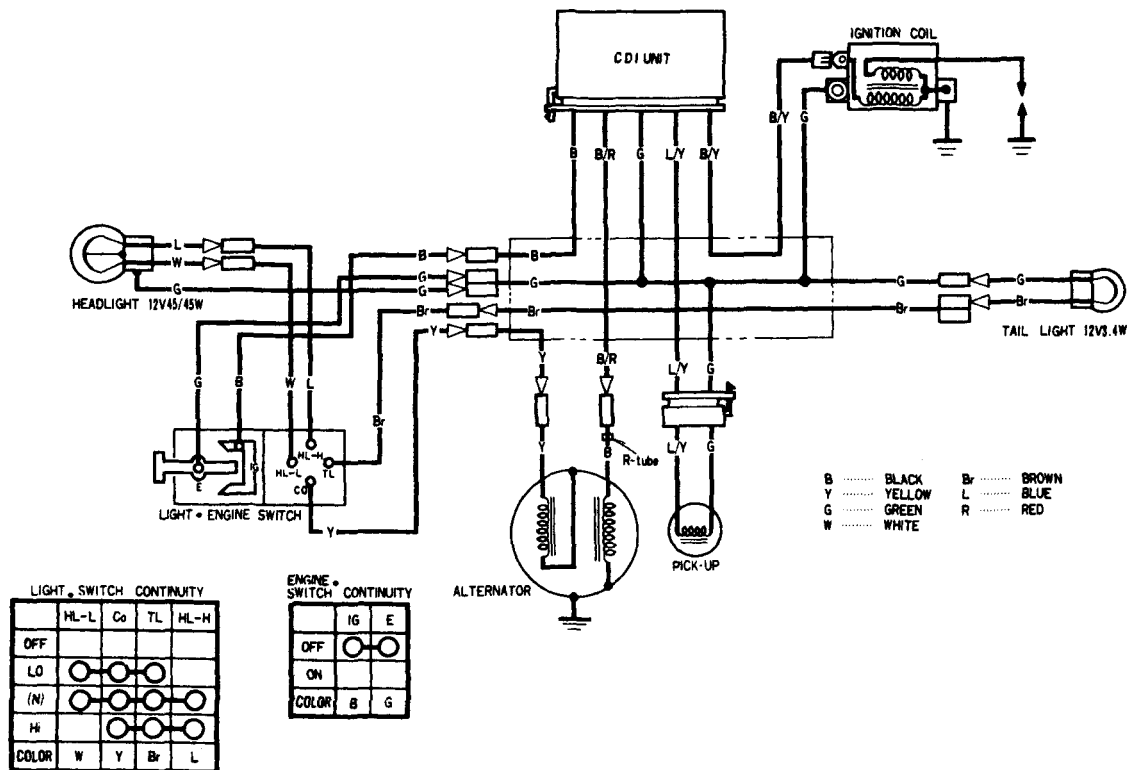 IGNITION COIL
CDI UNIT
B/Y
G
B
B/R
G
L/Y
B/Y
L
W
G
HEADLIGHT 12V45/45W
B
G
G
Br
Y
B
G
Br
G
Br
G
Br
TAIL LIGHT 12V3.4W
G
B
W
L
Br
Y
B/R
L/Y
G
Y
B
L/Y
G
R-tube
E
IG
HL-L
HL-H
TL
CO
LIGHT • ENGINE SWITCH
Y
ALTERNATOR
PICK-UP
B ........ BLACK
Y ........ YELLOW
G ........ GREEN
W ........ WHITE
Br ........ BROWN
L ........ BLUE
R ........ RED
LIGHT • SWITCH CONTINUITY
HL-L Co TL HL-H
OFF
LO
(N)
Hi
COLOR W Y Br L
ENGINE •
SWITCH CONTINUITY
IG E
OFF
ON
COLOR B G